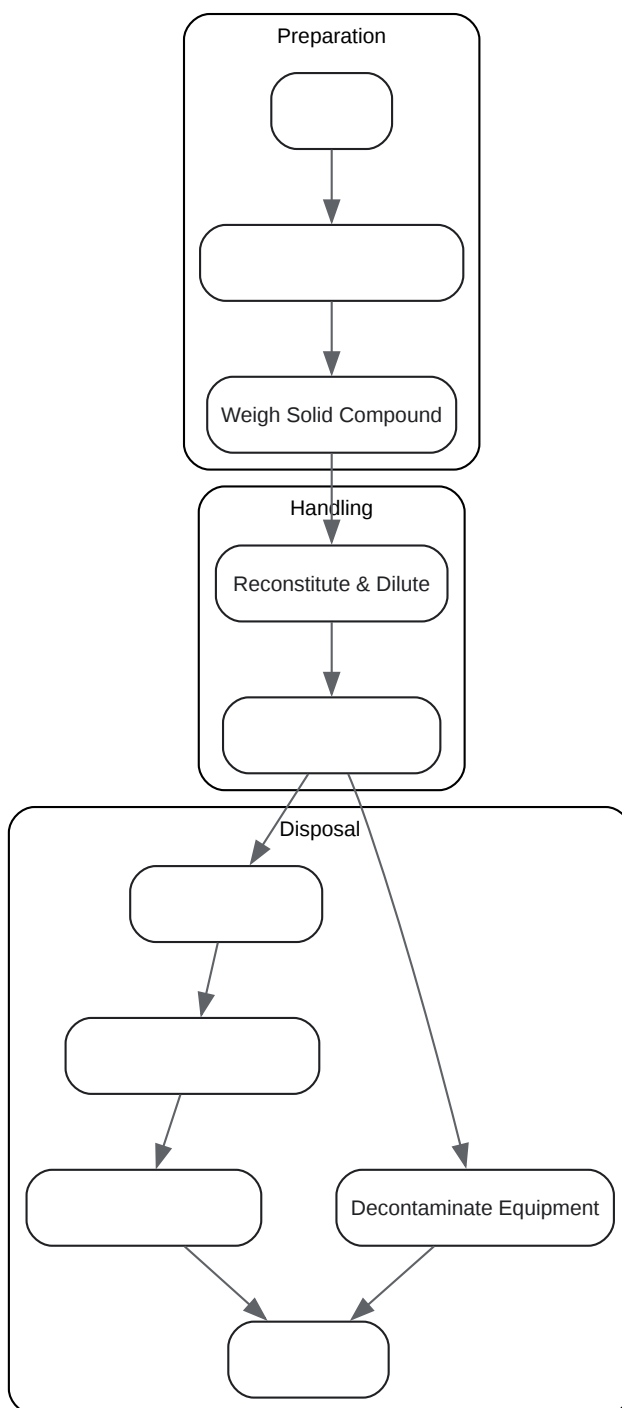 Preparation
Weigh Solid Compound
Handling
Reconstitute & Dilute
Disposal
Decontaminate Equipment